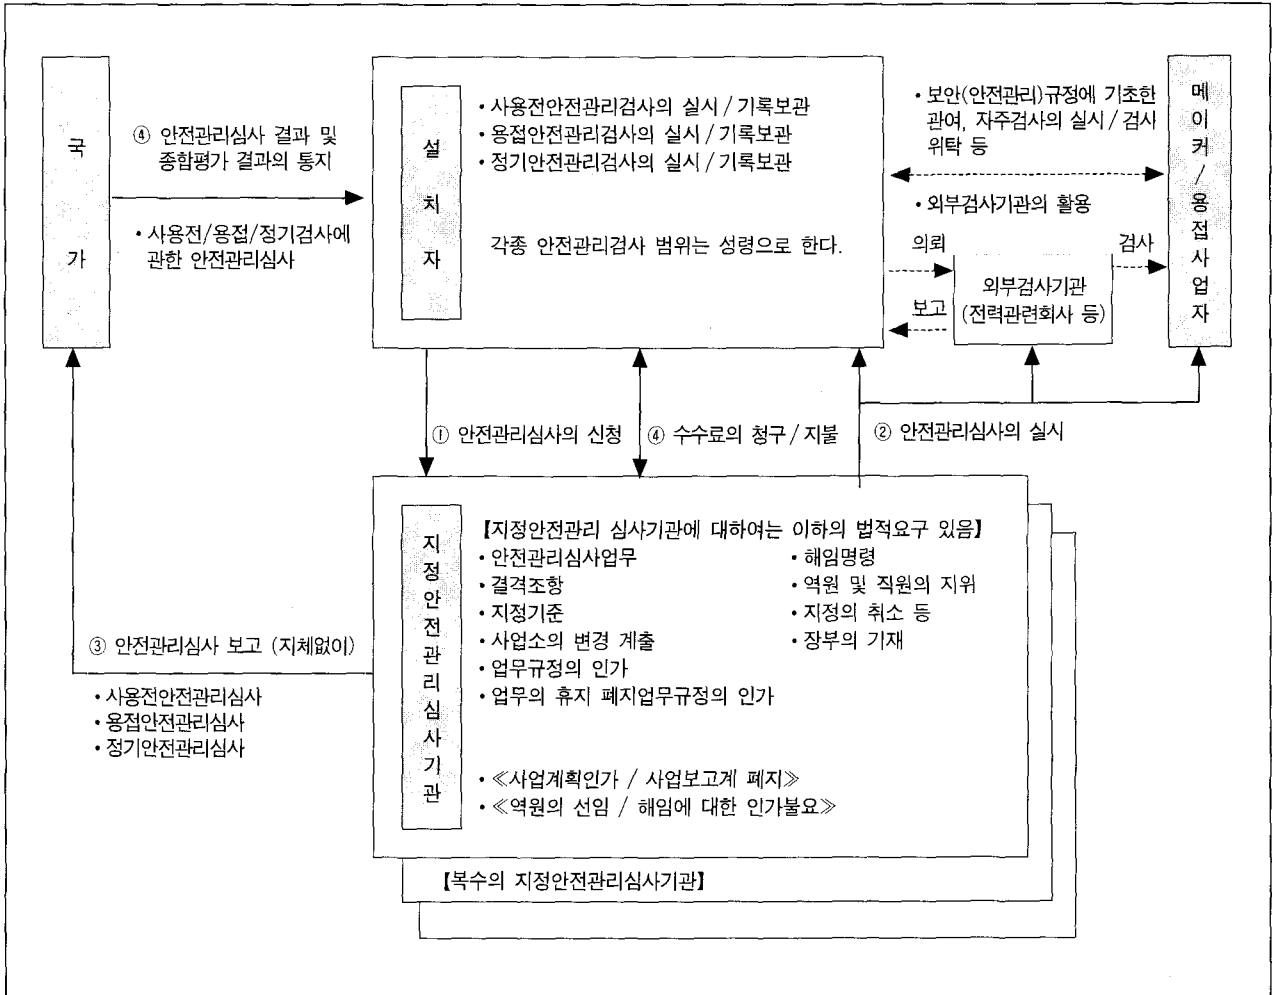 국가
④ 안전관리심사 결과 및
종합평가 결과의 통지
• 사용전/용접/정기검사에
관한 안전관리심사
설치자
• 사용전안전관리검사의 실시/기록보관
• 용접안전관리검사의 실시/기록보관
• 정기안전관리검사의 실시/기록보관
각종 안전관리검사 범위는 성령으로 한다.
• 보안(안전관리)규정에 기초한
관여, 자주검사의 실시/검사
위탁 등
• 외부검사기관의 활용
의뢰
검사
외부검사기관
(전력관련회사 등)
보고
메이커/용접사업자
① 안전관리심사의 신청
④ 수수료의 청구/지불
② 안전관리심사의 실시
지정안전관리심사기관
【지정안전관리 심사기관에 대하여는 이하의 법적요구 있음】
• 안전관리심사업무
• 결격조항
• 지정기준
• 사업소의 변경 계출
• 업무규정의 인가
• 업무의 휴지 폐지업무규정의 인가
• 해임명령
• 역원 및 직원의 지위
• 지정의 취소 등
• 장부의 기재
• ≪사업계획인가 / 사업보고계 폐지≫
• ≪역원의 선임 / 해임에 대한 인가불요≫
【복수의 지정안전관리심사기관】
③ 안전관리심사 보고 (지체없이)
• 사용전안전관리심사
• 용접안전관리심사
• 정기안전관리심사